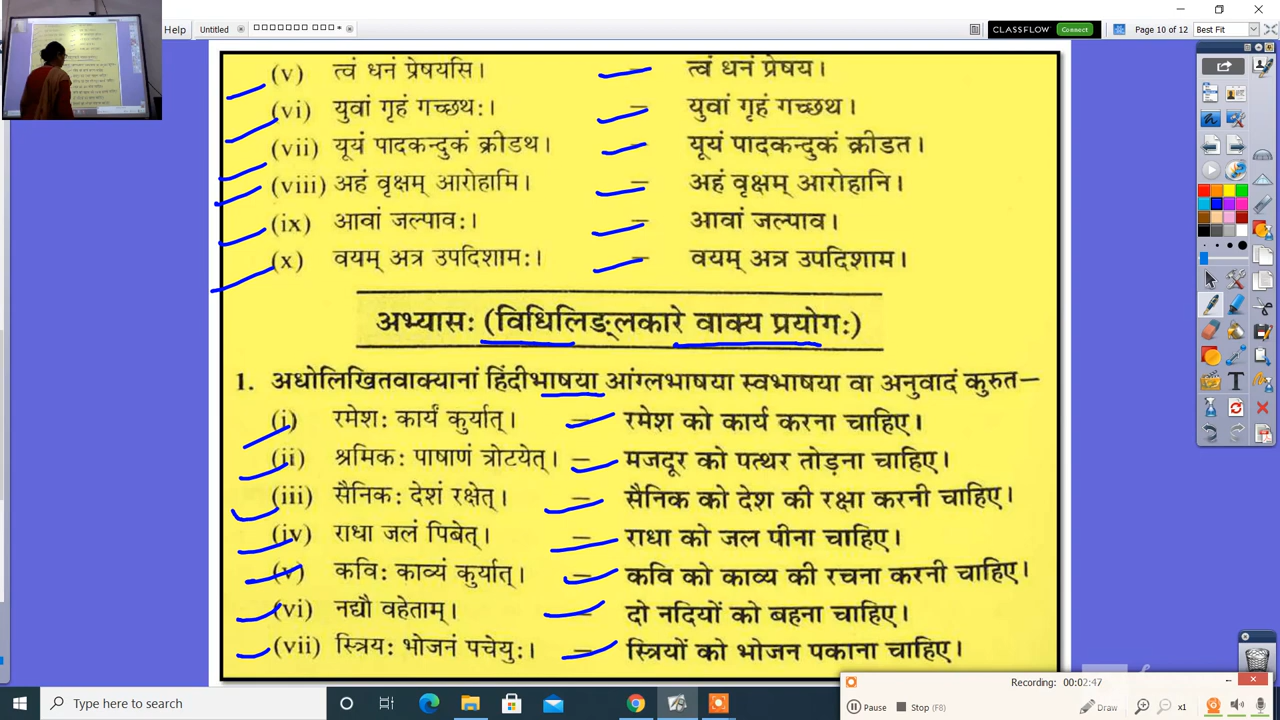 Help
Untitled
CLASSFLOW Connect
Page 10 of 12
Best Fit
(v) त्वं धनं प्रेषयसि। – त्वं धनं प्रेषय।
(vi) युवां गृहं गच्छथः। – युवां गृहं गच्छथ।
(vii) यूयं पादकन्दुकं क्रीडथ। – यूयं पादकन्दुकं क्रीडत।
(viii) अहं वृक्षम् आरोहामि। – अहं वृक्षम् आरोहानि।
(ix) आवां जल्पावः। – आवां जल्पाव।
(x) वयम् अत्र उपदिशामः। – वयम् अत्र उपदिशाम।
अभ्यासः (विधिलिङ्लकारे वाक्य प्रयोगः)
1. अधोलिखितवाक्यानां हिंदीभाषया आंग्लभाषया स्वभाषया वा अनुवादं कुरुत–
(i) रमेशः कार्यं कुर्यात्। – रमेश को कार्य करना चाहिए।
(ii) श्रमिकः पाषाणं त्रोटयेत्। – मजदूर को पत्थर तोड़ना चाहिए।
(iii) सैनिकः देशं रक्षेत्। – सैनिक को देश की रक्षा करनी चाहिए।
(iv) राधा जलं पिबेत्। – राधा को जल पीना चाहिए।
(v) कविः काव्यं कुर्यात्। – कवि को काव्य की रचना करनी चाहिए।
(vi) नद्यौ वहेताम्। – दो नदियों को बहना चाहिए।
(vii) स्त्रियः भोजनं पचेयुः। – स्त्रियों को भोजन पकाना चाहिए।
Recording: 00:02:47
Pause Stop (F8) Draw x1
Type here to search